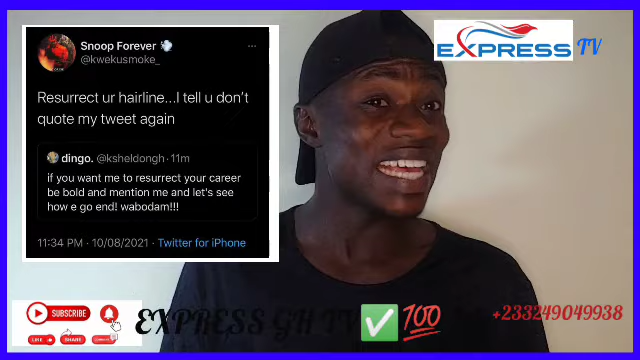 Snoop Forever
@kwekusmoke_
Resurrect ur hairline...I tell u don't
quote my tweet again
dingo. @ksheldongh · 11m
if you want me to resurrect your career
be bold and mention me and let's see
how e go end! wabodam!!!
11:34 PM · 10/08/2021 · Twitter for iPhone
EXPRESS TV
SUBSCRIBE
LIKE
SHARE
EXPRESS GH TV✅💯
+233249049938